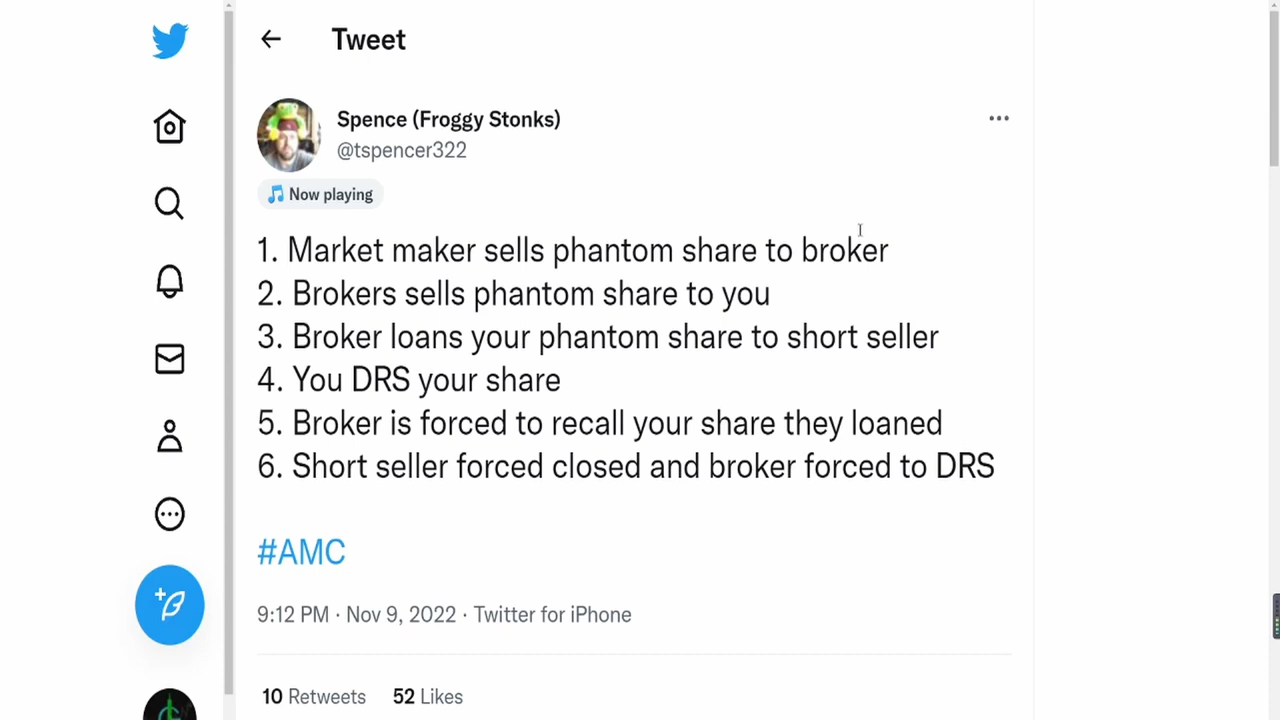 Tweet
Spence (Froggy Stonks)
@tspencer322
Now playing
1. Market maker sells phantom share to broker
2. Brokers sells phantom share to you
3. Broker loans your phantom share to short seller
4. You DRS your share
5. Broker is forced to recall your share they loaned
6. Short seller forced closed and broker forced to DRS
#AMC
9:12 PM · Nov 9, 2022 · Twitter for iPhone
10 Retweets 52 Likes